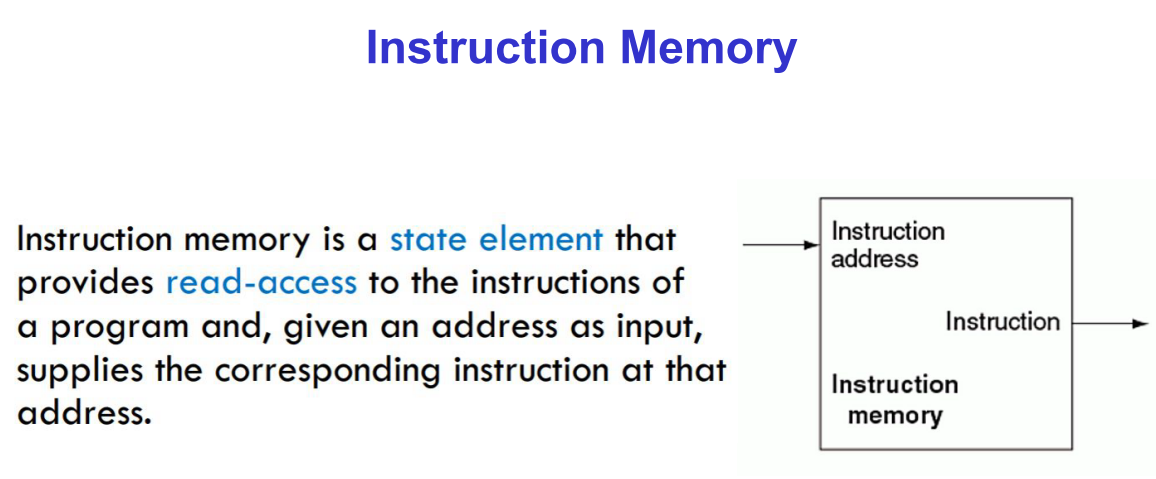 Instruction Memory
Instruction memory is a state element that
provides read-access to the instructions of
a program and, given an address as input,
supplies the corresponding instruction at that
address.
Instruction
address
Instruction
Instruction
memory